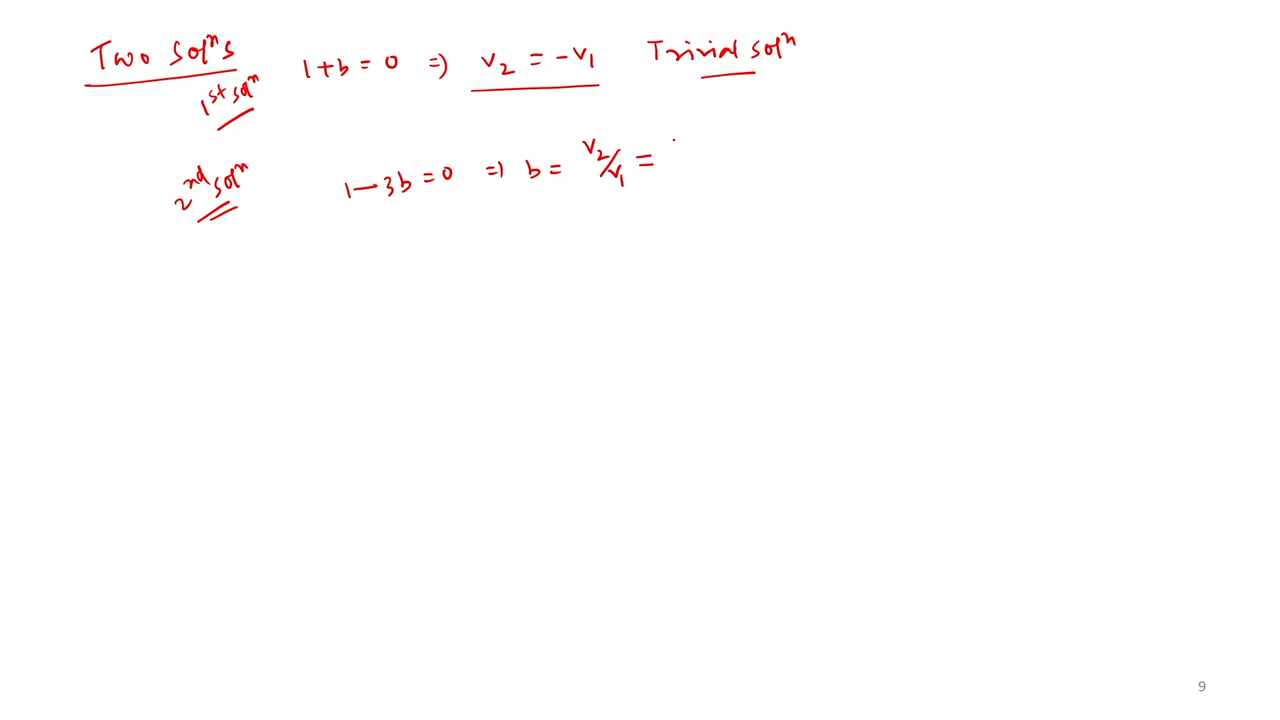 Two solⁿs
1st solⁿ 1+b = 0 ⇒ v₂ = -v₁ Trivial solⁿ
2nd solⁿ 1-3b = 0 ⇒ b = v₂/v₁ =
9